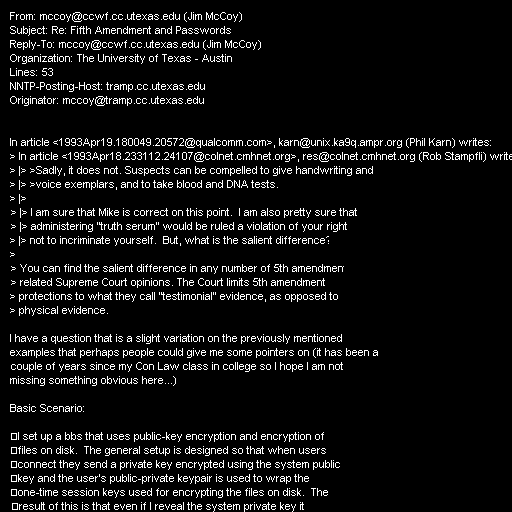 From: mccoy@ccwf.cc.utexas.edu (Jim McCoy)
Subject: Re: Fifth Amendment and Passwords
Reply-To: mccoy@ccwf.cc.utexas.edu (Jim McCoy)
Organization: The University of Texas - Austin
Lines: 53
NNTP-Posting-Host: tramp.cc.utexas.edu
Originator: mccoy@tramp.cc.utexas.edu

In article <1993Apr19.180049.20572@qualcomm.com>, karn@unix.ka9q.ampr.org (Phil Karn) writes:
> In article <1993Apr18.233112.24107@colnet.cmhnet.org>, res@colnet.cmhnet.org (Rob Stampfli) write
> |> >Sadly, it does not. Suspects can be compelled to give handwriting and
> |> >voice exemplars, and to take blood and DNA tests.
> |>
> |> I am sure that Mike is correct on this point.  I am also pretty sure that
> |> administering "truth serum" would be ruled a violation of your right
> |> not to incriminate yourself.  But, what is the salient difference?
>
> You can find the salient difference in any number of 5th amendment
> related Supreme Court opinions. The Court limits 5th amendment
> protections to what they call "testimonial" evidence, as opposed to
> physical evidence.

I have a question that is a slight variation on the previously mentioned
examples that perhaps people could give me some pointers on (it has been a
couple of years since my Con Law class in college so I hope I am not
missing something obvious here...)

Basic Scenario:

I set up a bbs that uses public-key encryption and encryption of
files on disk.  The general setup is designed so that when users
connect they send a private key encrypted using the system public
key and the user's public-private keypair is used to wrap the
one-time session keys used for encrypting the files on disk.  The
result of this is that even if I reveal the system private key it